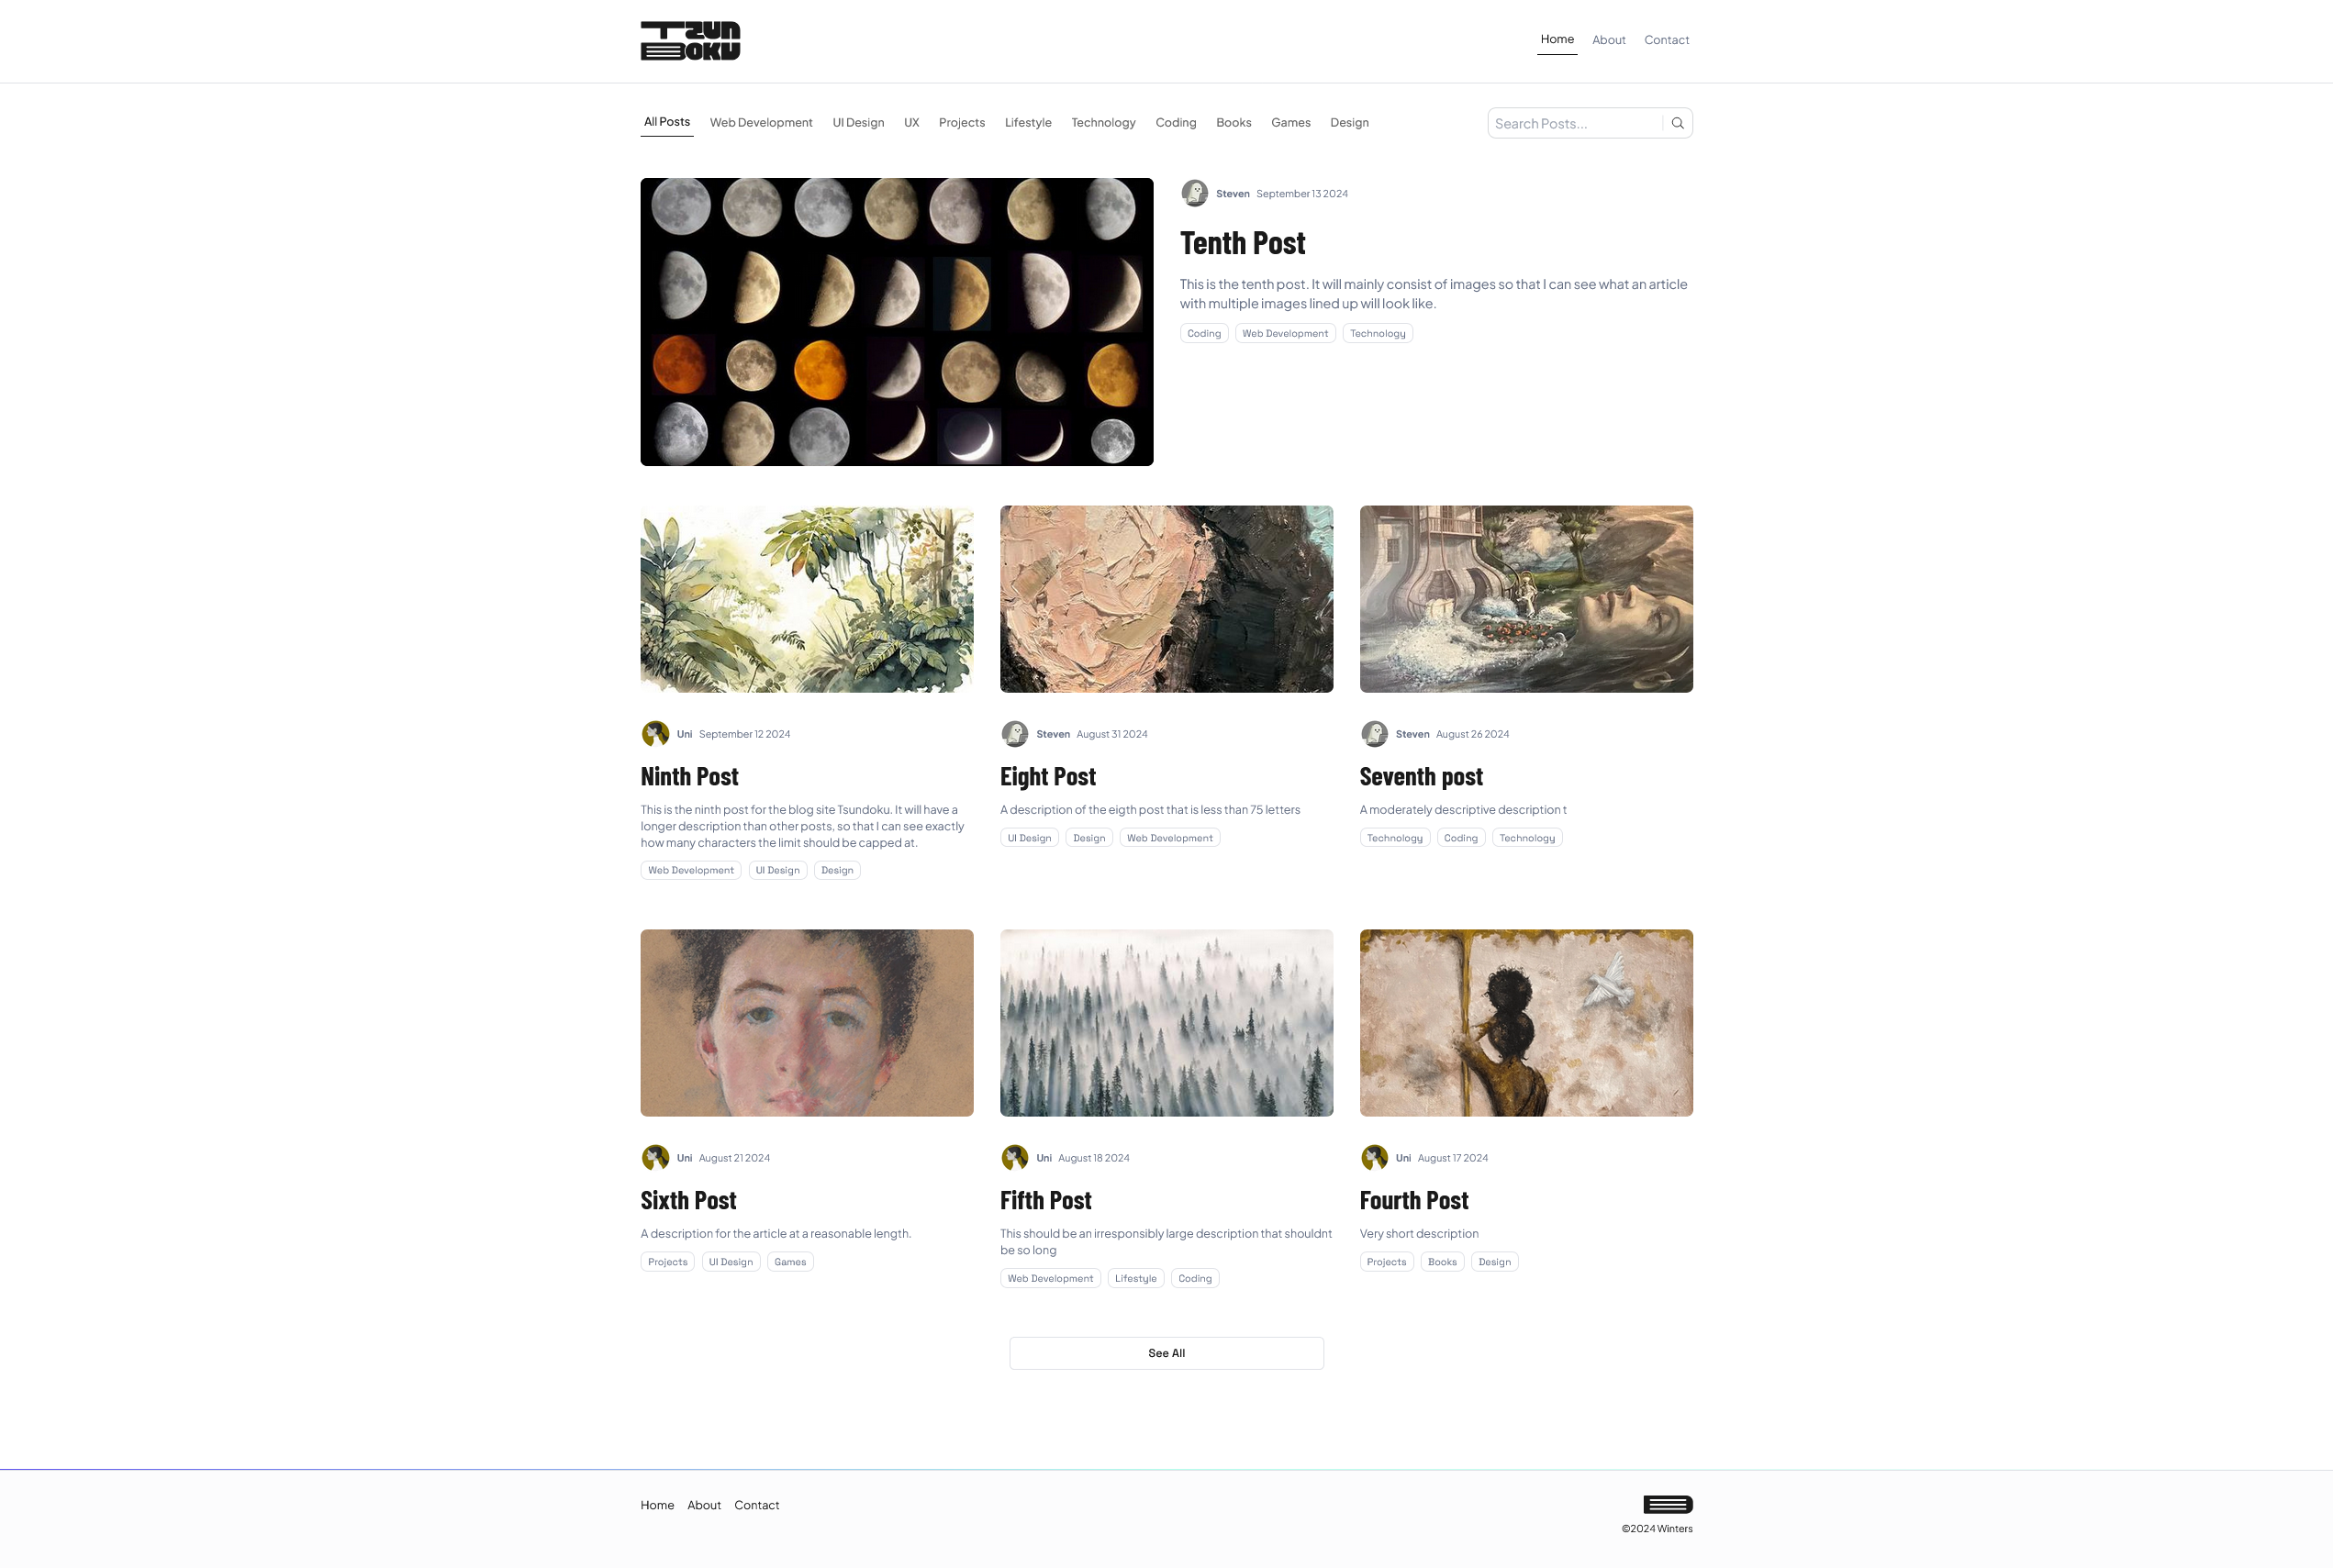 TZUN
BOKU
Home About Contact
All Posts Web Development UI Design UX Projects Lifestyle Technology Coding Books Games Design
Search Posts...
Steven September 13 2024
Tenth Post
This is the tenth post. It will mainly consist of images so that I can see what an article
with multiple images lined up will look like.
Coding Web Development Technology
Uni September 12 2024
Ninth Post
This is the ninth post for the blog site Tsundoku. It will have a
longer description than other posts, so that I can see exactly
how many characters the limit should be capped at.
Web Development UI Design Design
Steven August 31 2024
Eight Post
A description of the eigth post that is less than 75 letters
UI Design Design Web Development
Steven August 26 2024
Seventh post
A moderately descriptive description t
Technology Coding Technology
Uni August 21 2024
Sixth Post
A description for the article at a reasonable length.
Projects UI Design Games
Uni August 18 2024
Fifth Post
This should be an irresponsibly large description that shouldnt
be so long
Web Development Lifestyle Coding
Uni August 17 2024
Fourth Post
Very short description
Projects Books Design
See All
Home About Contact
©2024 Winters